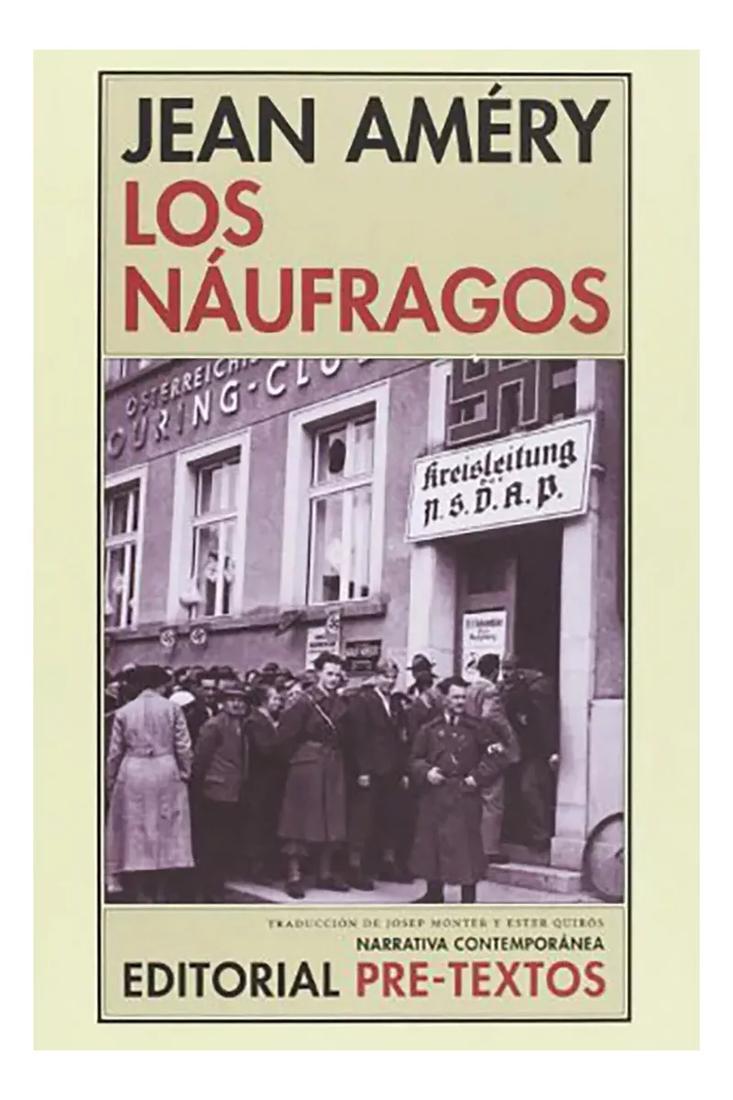 JEAN AMÉRY
LOS
NÁUFRAGOS
ÖSTERREICHIS
OURING-CLU
Kreisleitung
der
N.S.D.A.P.
TRADUCCIÓN DE JOSEP MONTER Y ESTER QUIRÓS
NARRATIVA CONTEMPORÁNEA
EDITORIAL PRE-TEXTOS